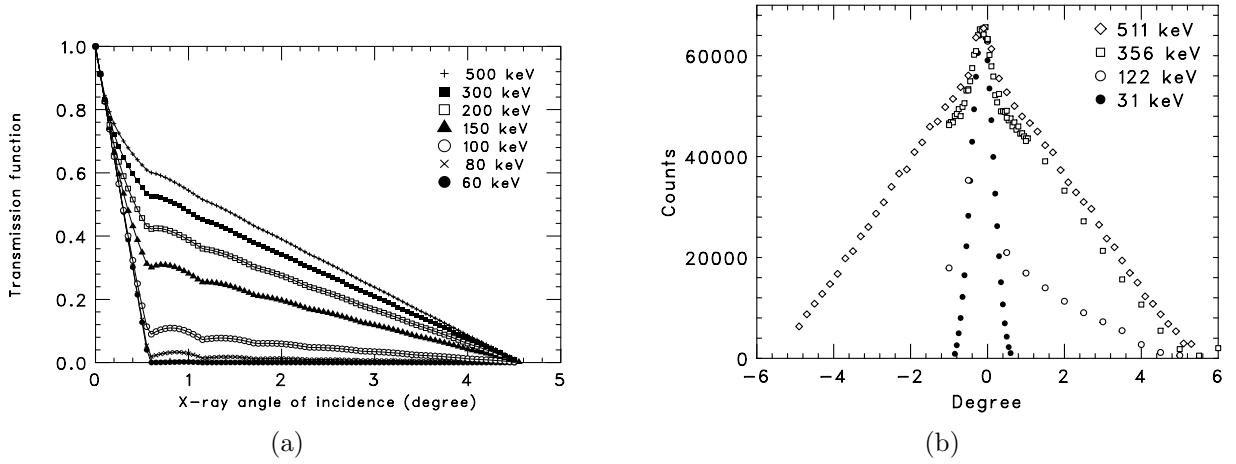 1.0
0.8
0.6
0.4
0.2
0.0
Transmission function
500 keV
300 keV
200 keV
150 keV
100 keV
80 keV
60 keV
0 1 2 3 4 5
X-ray angle of incidence (degree)
(a)
60000
40000
20000
0
Counts
511 keV
356 keV
122 keV
31 keV
−6 −4 −2 0 2 4 6
Degree
(b)